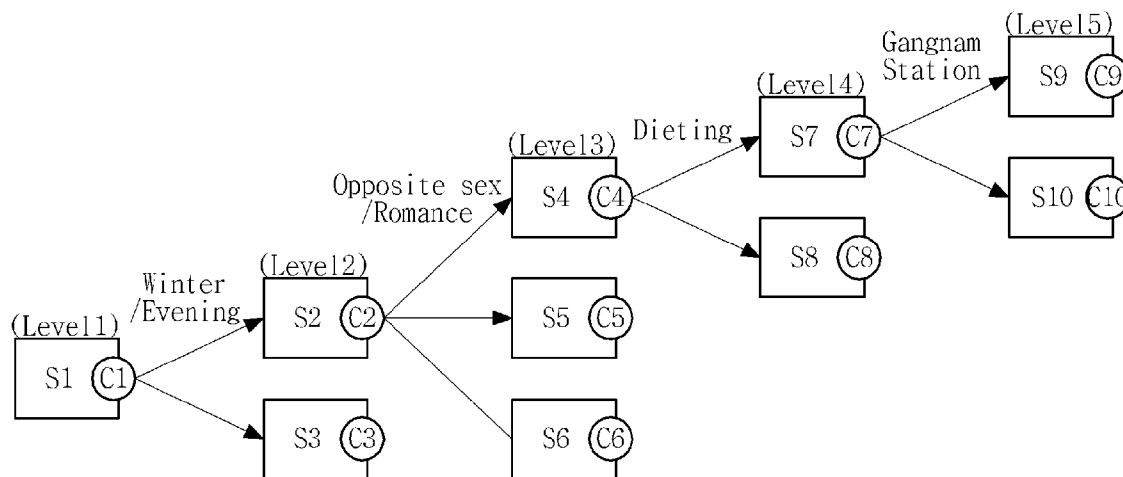 (Level5)
Gangnam
Station
S9
C9
(Level4)
Dieting
S7
C7
(Level3)
Opposite sex
/Romance
S4
C4
S10
C10
(Level2)
Winter
/Evening
S2
C2
S5
C5
S8
C8
(Level1)
S1
C1
S3
C3
S6
C6